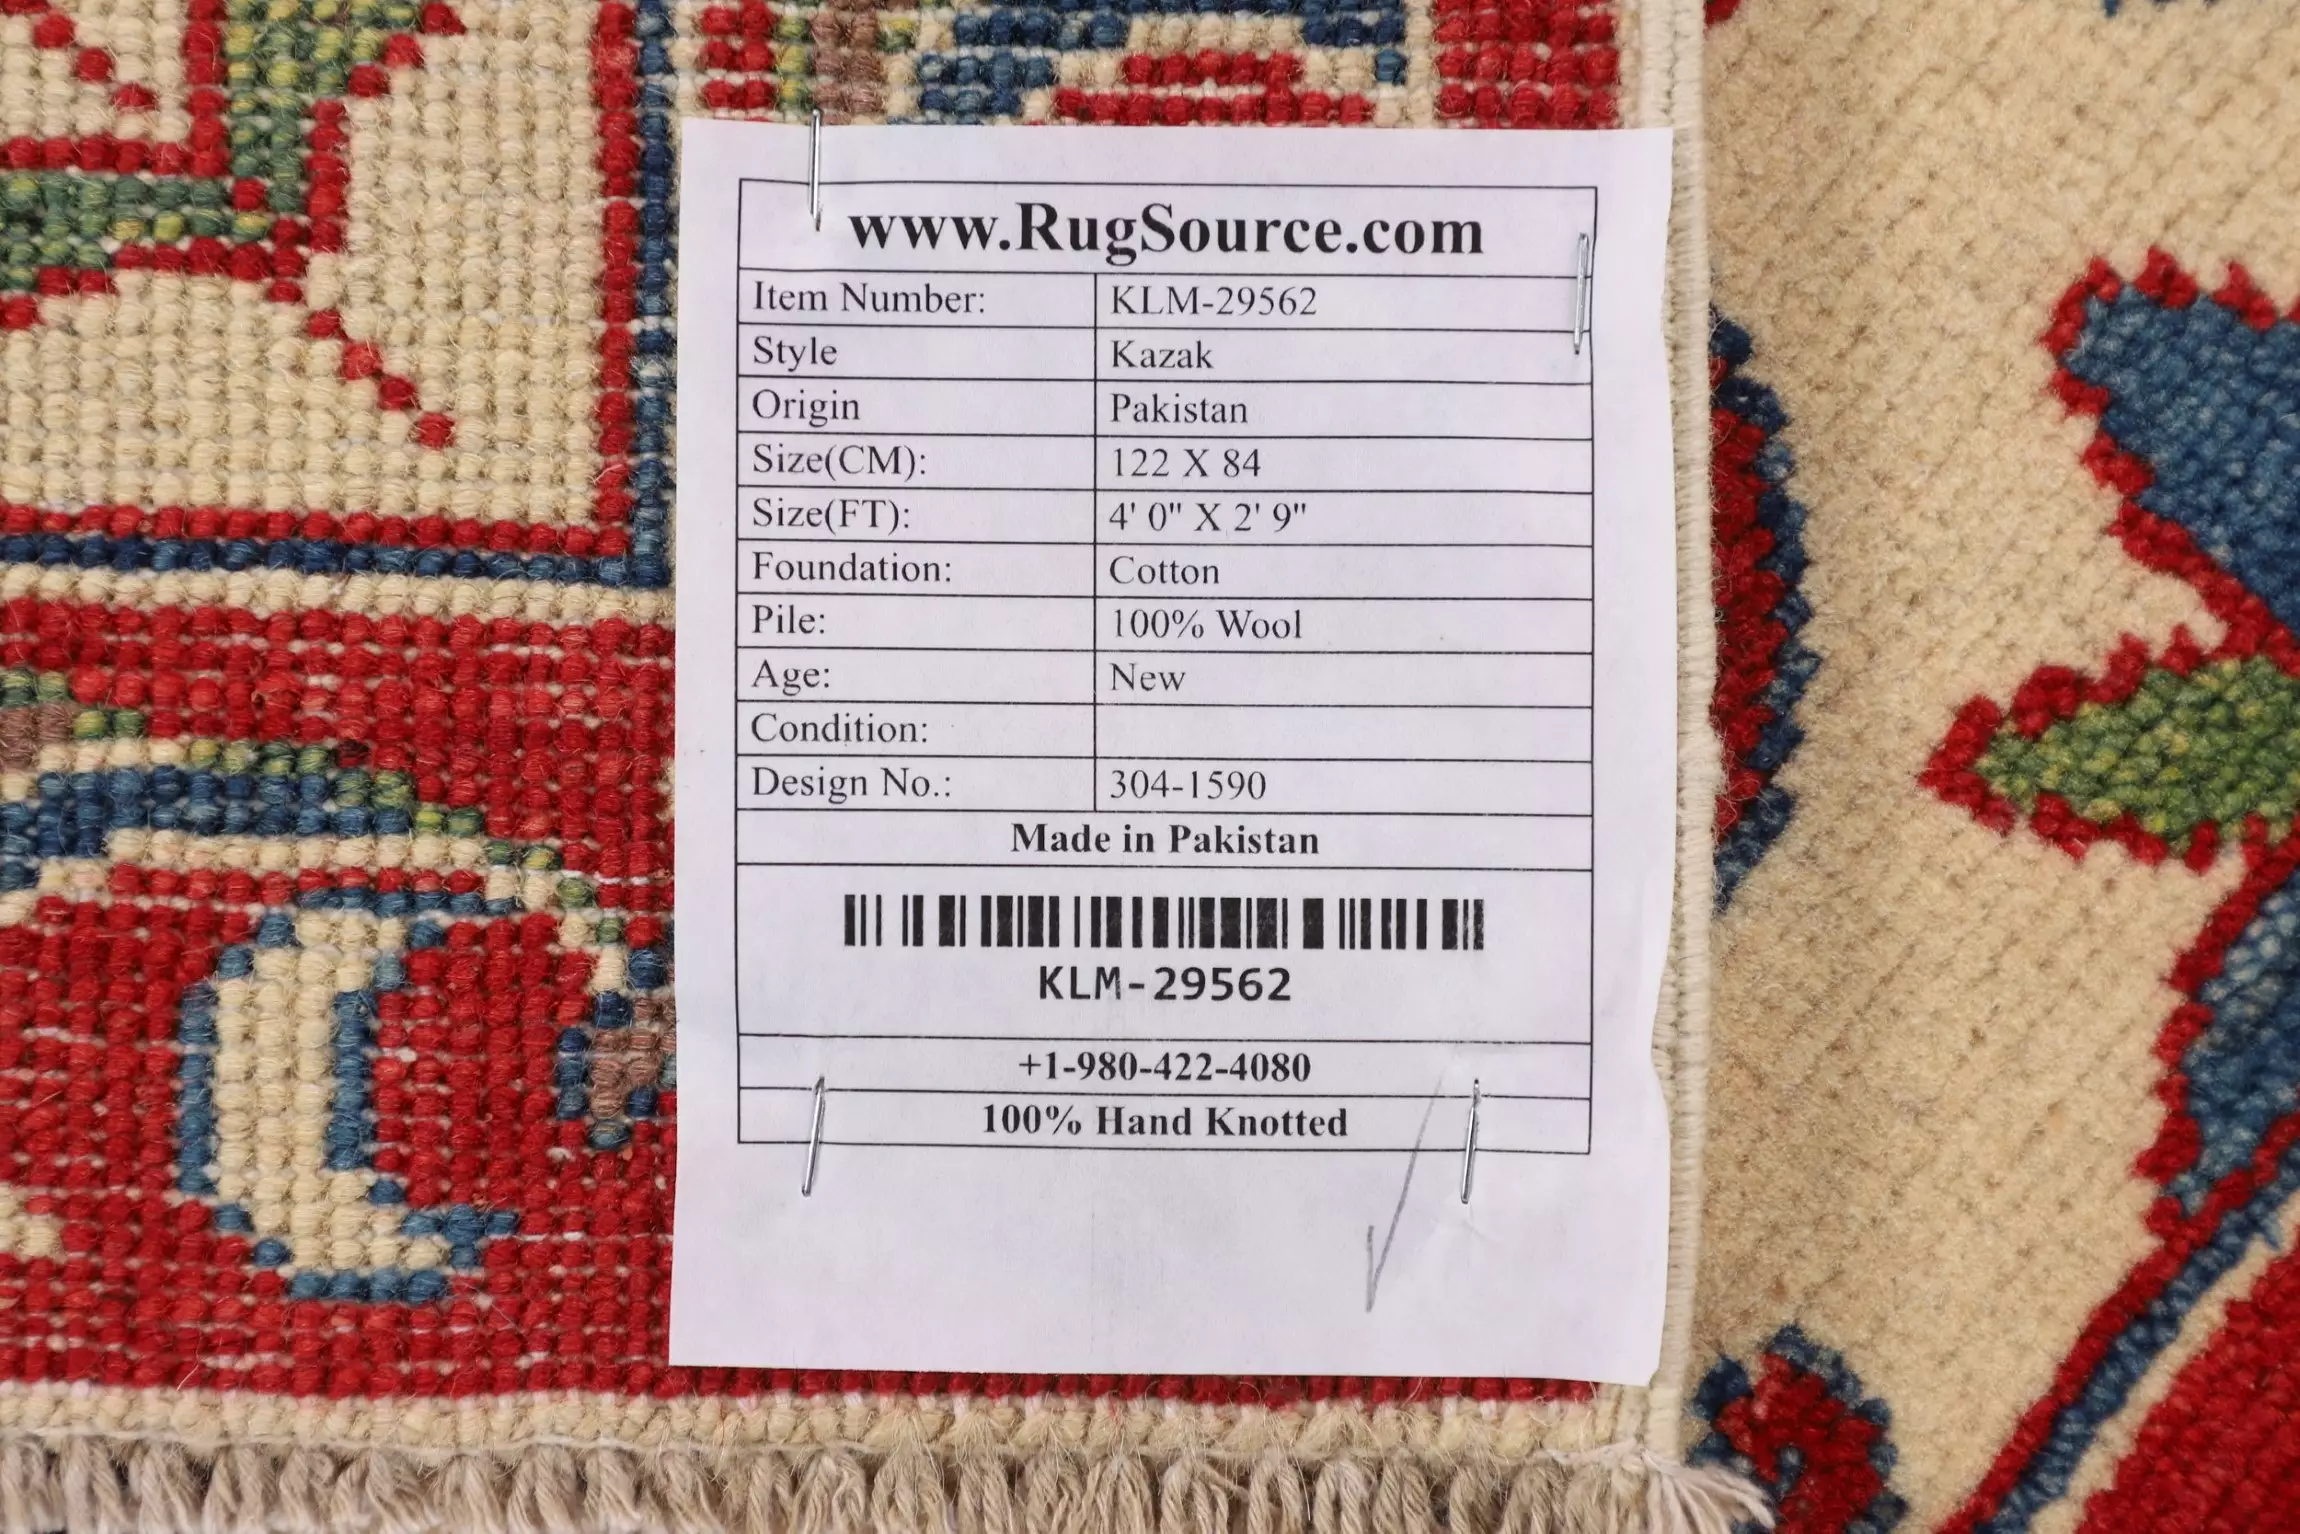 www.RugSource.com
Item Number: KLM-29562
Style Kazak
Origin Pakistan
Size(CM): 122 X 84
Size(FT): 4' 0" X 2' 9"
Foundation: Cotton
Pile: 100% Wool
Age: New
Condition:
Design No.: 304-1590
Made in Pakistan
KLM-29562
+1-980-422-4080
100% Hand Knotted